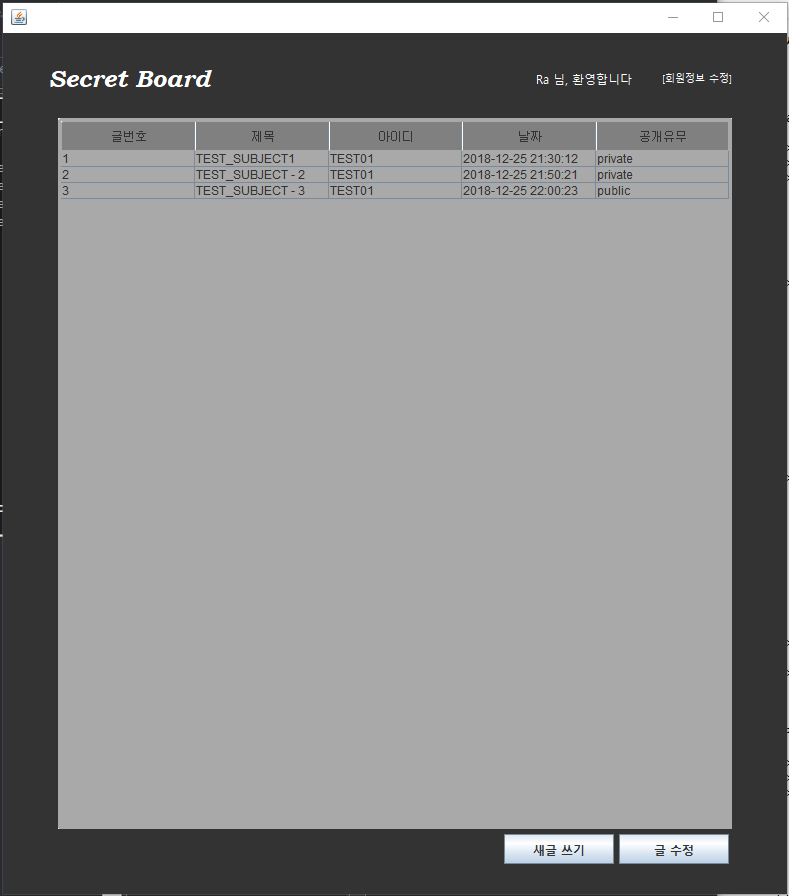 Secret Board
Ra 님, 환영합니다 [회원정보 수정]
글번호 제목 아이디 날짜 공개유무
1 TEST_SUBJECT1 TEST01 2018-12-25 21:30:12 private
2 TEST_SUBJECT - 2 TEST01 2018-12-25 21:50:21 private
3 TEST_SUBJECT - 3 TEST01 2018-12-25 22:00:23 public
새글 쓰기 글 수정